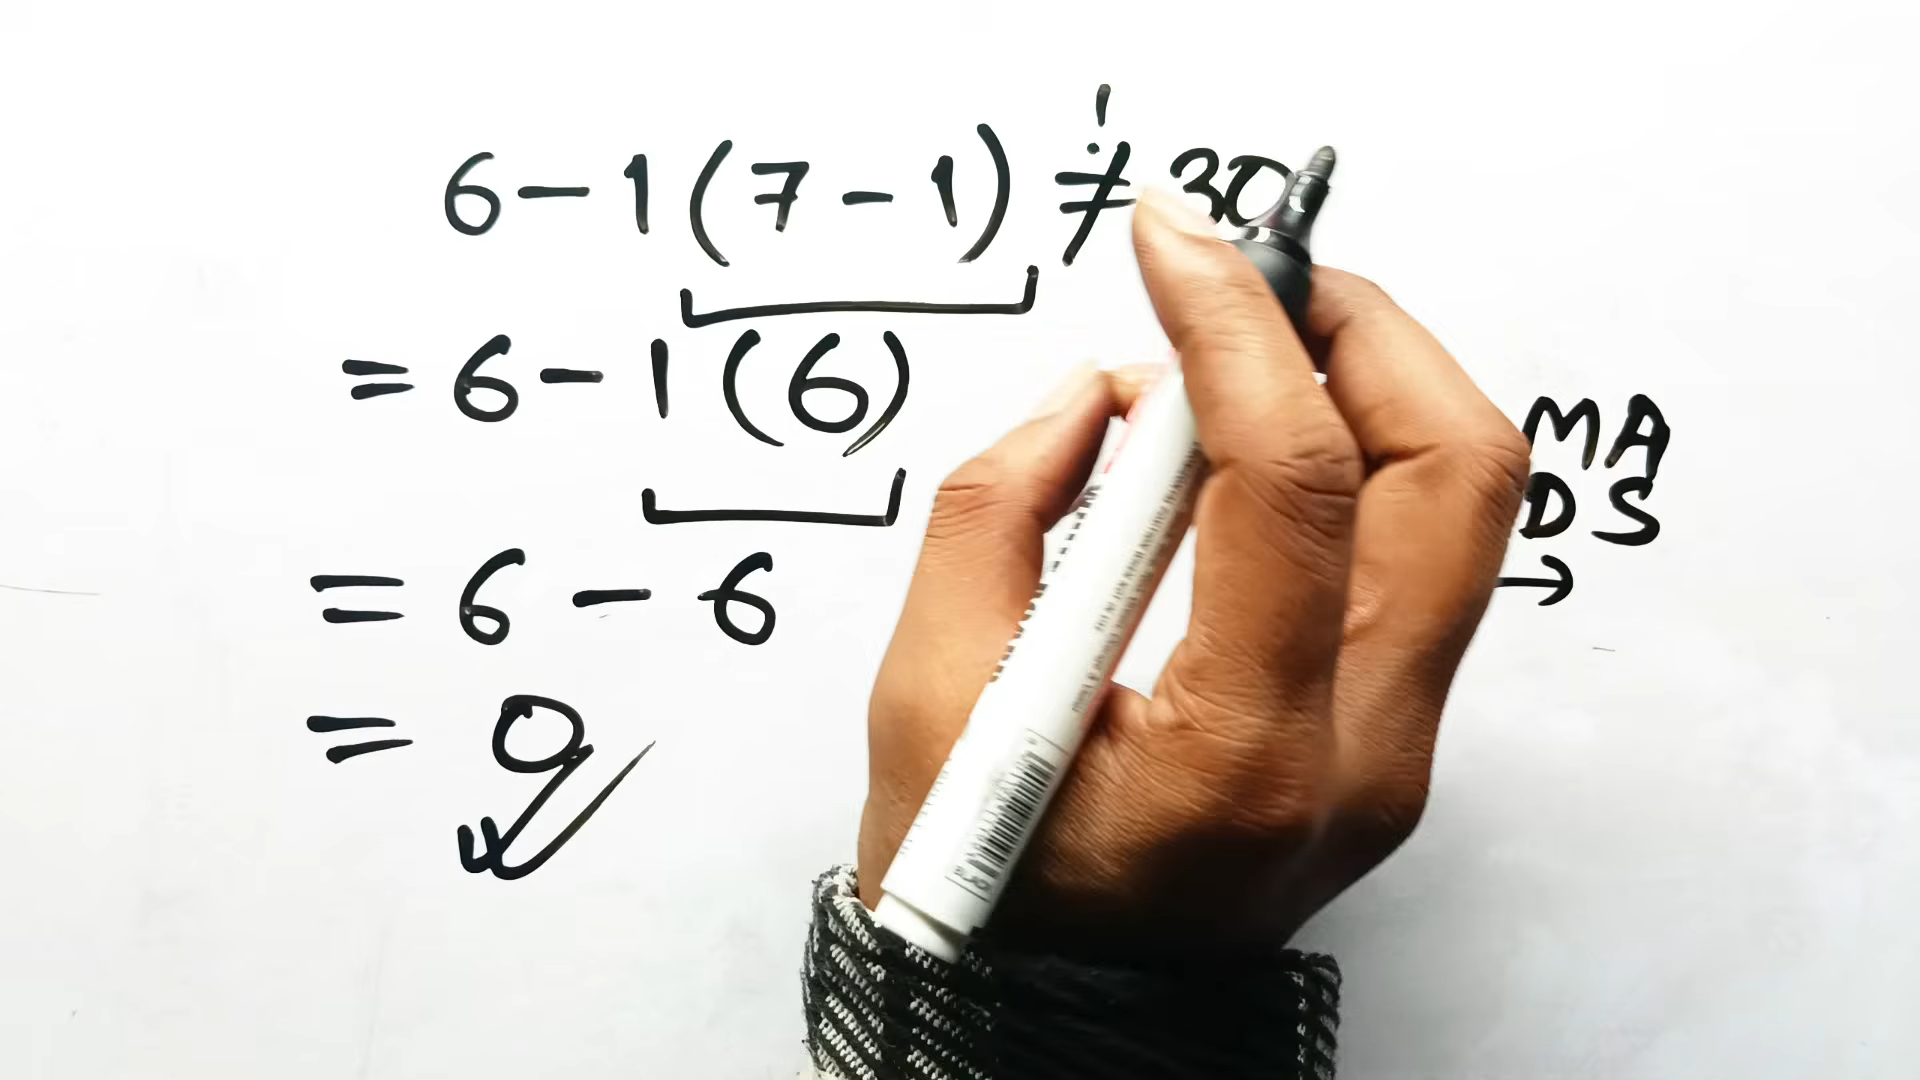 6-1(7-1) ≠ 30
!
= 6-1(6)
MA
DS
→
= 6-6
= 0